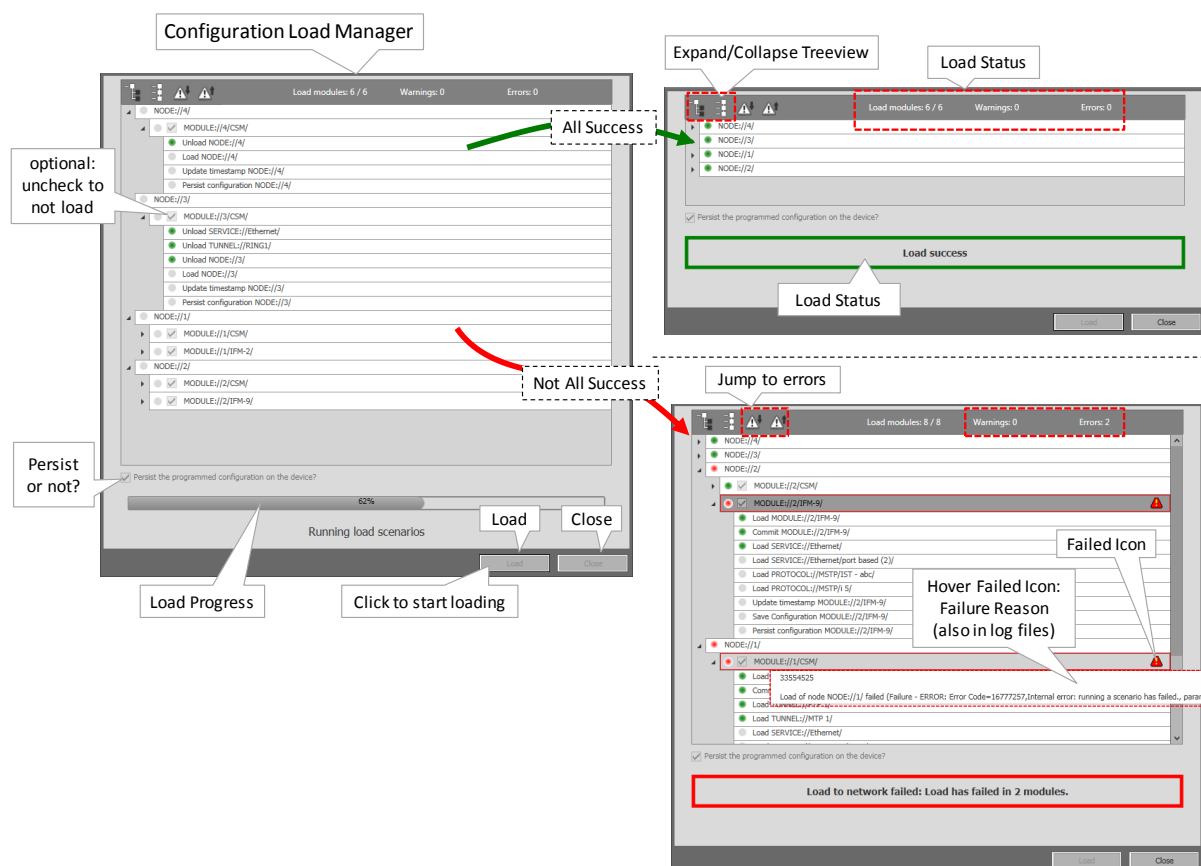 Configuration Load Manager
Load modules: 6 / 6 Warnings: 0 Errors: 0
NODE://4/
MODULE://4/CSM/
Unload NODE://4/
Load NODE://4/
Update timestamp NODE://4/
Persist configuration NODE://4/
NODE://3/
MODULE://3/CSM/
Unload SERVICE://Ethernet/
Unload TUNNEL://RING1/
Unload NODE://3/
Load NODE://3/
Update timestamp NODE://3/
Persist configuration NODE://3/
NODE://1/
MODULE://1/CSM/
MODULE://1/IFM-2/
NODE://2/
MODULE://2/CSM/
MODULE://2/IFM-9/
optional:
uncheck to
not load
Persist
or not?
Persist the programmed configuration on the device?
62%
Running load scenarios
Load
Close
Load
Close
Load Progress
Click to start loading
All Success
Not All Success
Expand/Collapse Treeview
Load Status
Load modules: 6 / 6 Warnings: 0 Errors: 0
NODE://4/
NODE://3/
NODE://1/
NODE://2/
Persist the programmed configuration on the device?
Load success
Load Status
Load
Close
Jump to errors
Load modules: 8 / 8 Warnings: 0 Errors: 2
NODE://4/
NODE://3/
NODE://2/
MODULE://2/CSM/
MODULE://2/IFM-9/
Load MODULE://2/IFM-9/
Commit MODULE://2/IFM-9/
Load SERVICE://Ethernet/
Load SERVICE://Ethernet/port based (2)/
Load PROTOCOL://MSTP/IST - abc/
Load PROTOCOL://MSTP/i 5/
Update timestamp MODULE://2/IFM-9/
Save Configuration MODULE://2/IFM-9/
Persist configuration MODULE://2/IFM-9/
Failed Icon
Hover Failed Icon:
Failure Reason
(also in log files)
NODE://1/
MODULE://1/CSM/
Load
33554525
Com
Load of node NODE://1/ failed (Failure - ERROR: Error Code=16777257,Internal error: running a scenario has failed., para
Load TUNNEL://MTP 1/
Load SERVICE://Ethernet/
Persist the programmed configuration on the device?
Load to network failed: Load has failed in 2 modules.
Load
Close